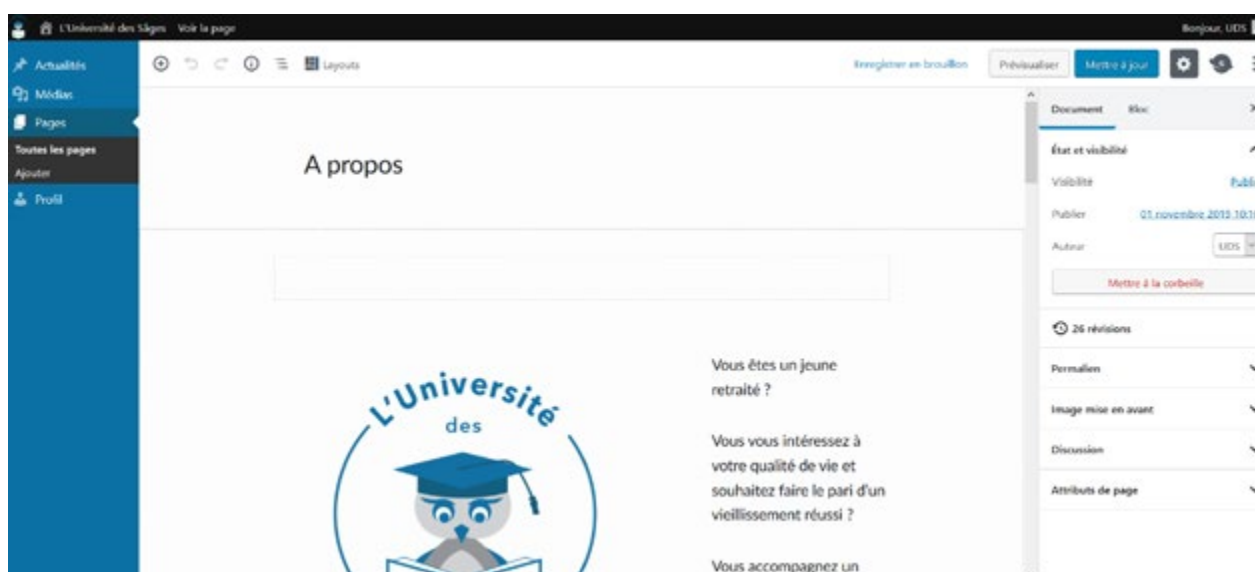 L'Université des Sâges Voir la page Bonjour, UDS
Actualités
Médias
Pages
Toutes les pages
Ajouter
Profil
Layouts Enregistrer en brouillon Prévisualiser Mettre à jour
A propos
L'Université
des
Vous êtes un jeune
retraité ?
Vous vous intéressez à
votre qualité de vie et
souhaitez faire le pari d'un
vieillissement réussi ?
Vous accompagnez un
Document Bloc
État et visibilité
Visibilité Publi
Publier 01 novembre 2019 10:1
Auteur UDS
Mettre à la corbeille
26 révisions
Permalien
Image mise en avant
Discussion
Attributs de page